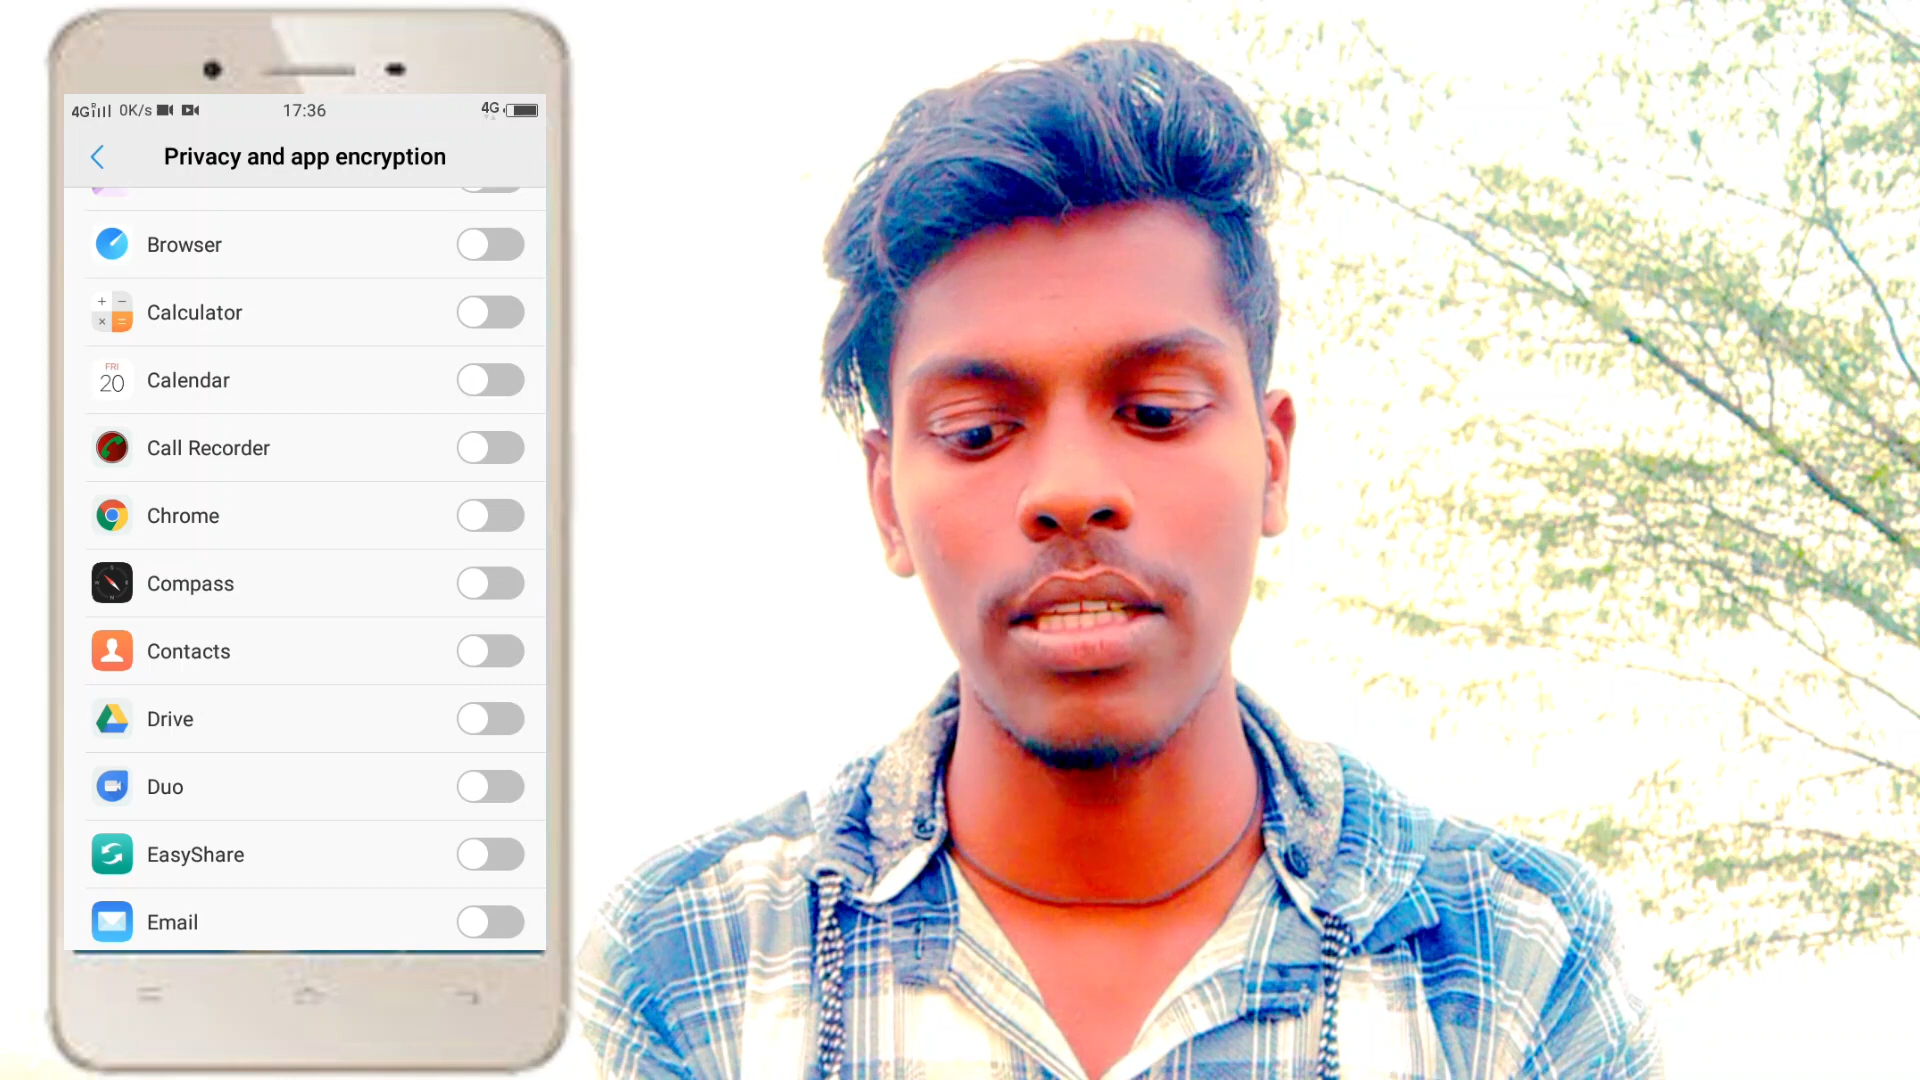 4G R 0K/s 17:36 4G
Privacy and app encryption
Browser
Calculator
FRI
20 Calendar
Call Recorder
Chrome
Compass
Contacts
Drive
Duo
EasyShare
Email